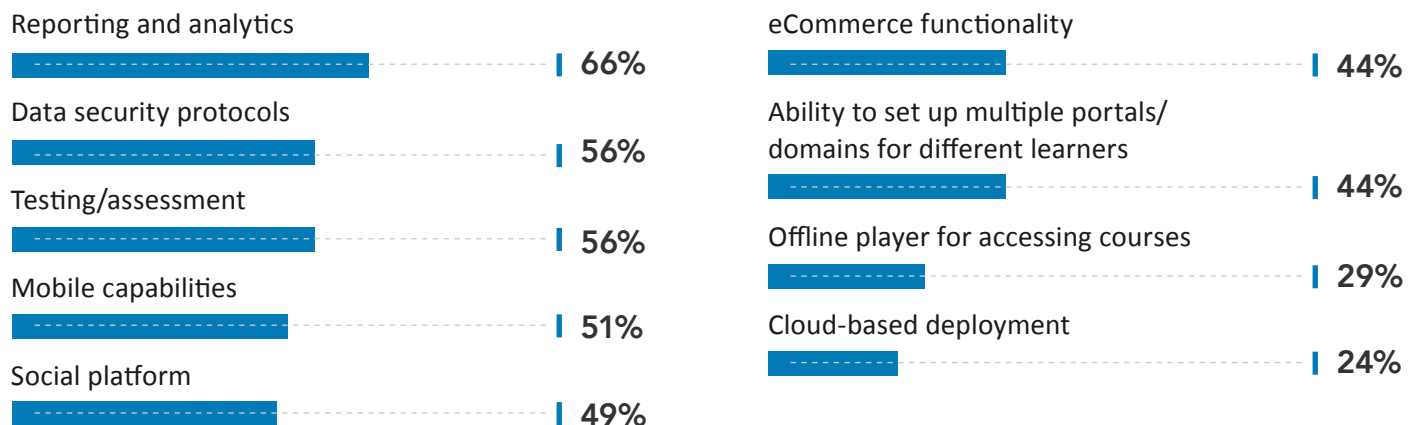 Reporting and analytics
66%
Data security protocols
56%
Testing/assessment
56%
Mobile capabilities
51%
Social platform
49%
eCommerce functionality
44%
Ability to set up multiple portals/
domains for different learners
44%
Offline player for accessing courses
29%
Cloud-based deployment
24%